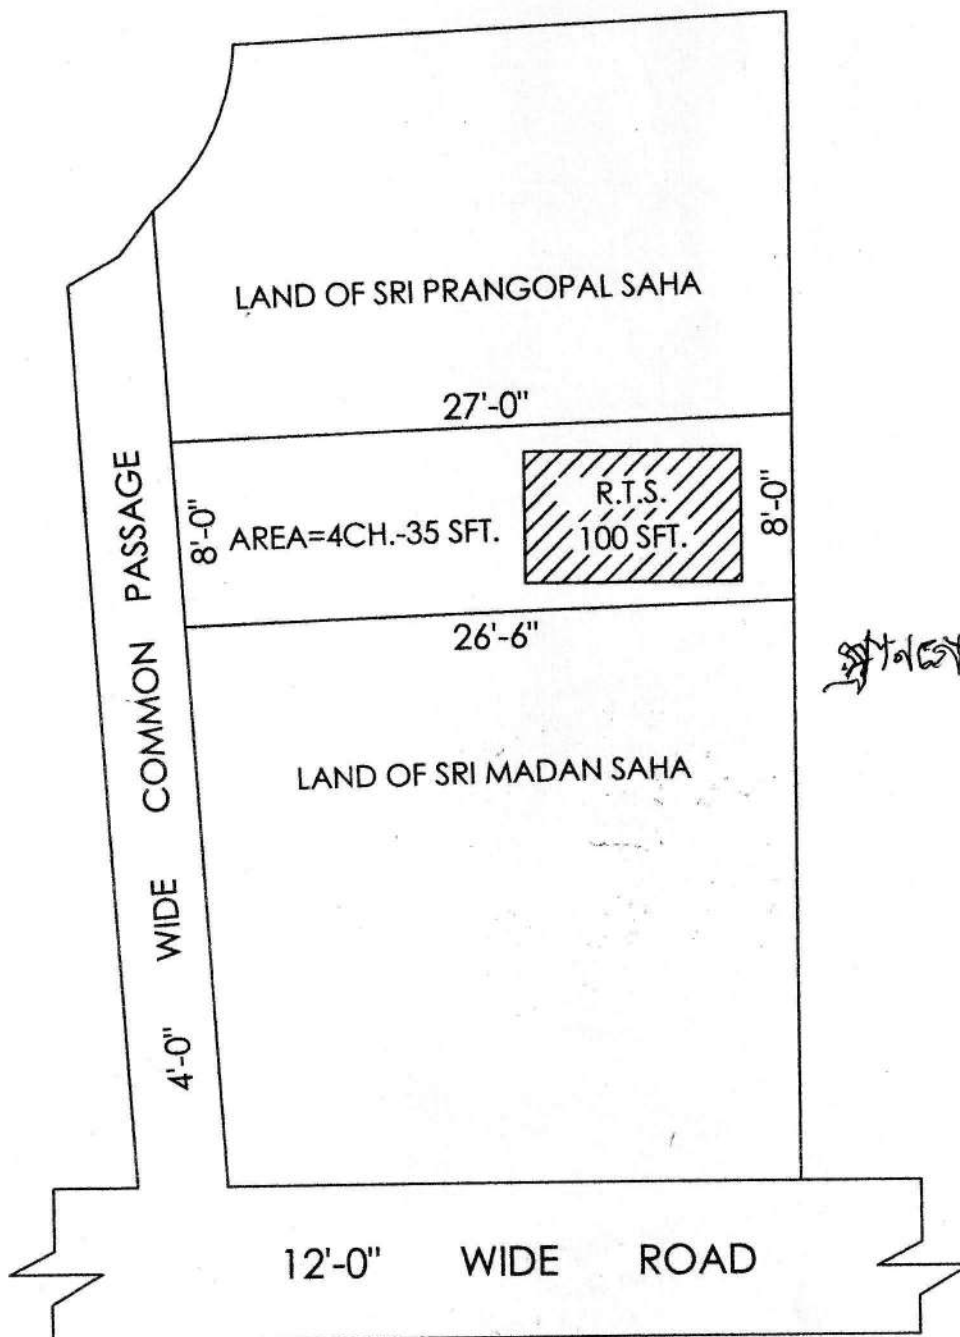 LAND OF SRI PRANGOPAL SAHA
27'-0"
8'-0"
AREA=4CH.-35 SFT.
R.T.S.
100 SFT.
8'-0"
26'-6"
LAND OF SRI MADAN SAHA
4'-0" WIDE COMMON PASSAGE
12'-0" WIDE ROAD